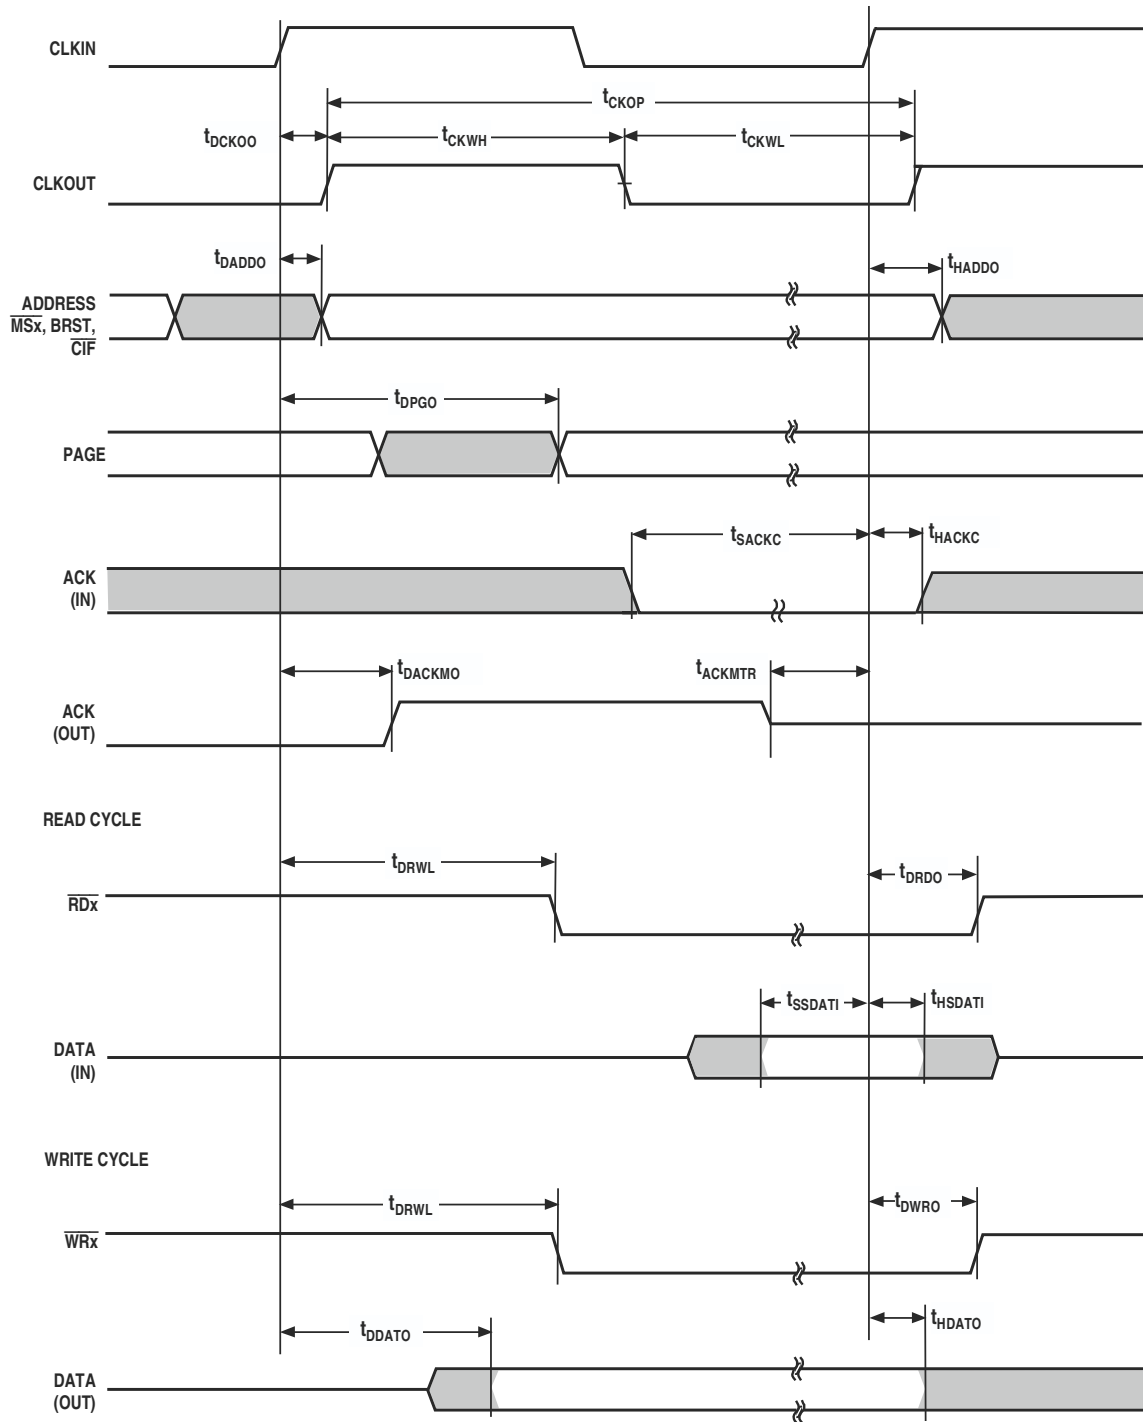 CLKIN
tCKOP
tDCKOO
tCKWH
tCKWL
CLKOUT
tDADDO
tHADDO
ADDRESS
MSx, BRST,
CIF
tDPGO
PAGE
tSACKC
tHACKC
ACK
(IN)
tDACKMO
tACKMTR
ACK
(OUT)
READ CYCLE
tDRWL
tDRDO
RDx
tSSDATI
tHSDATI
DATA
(IN)
WRITE CYCLE
tDRWL
tDWRO
WRx
tDDATO
tHDATO
DATA
(OUT)